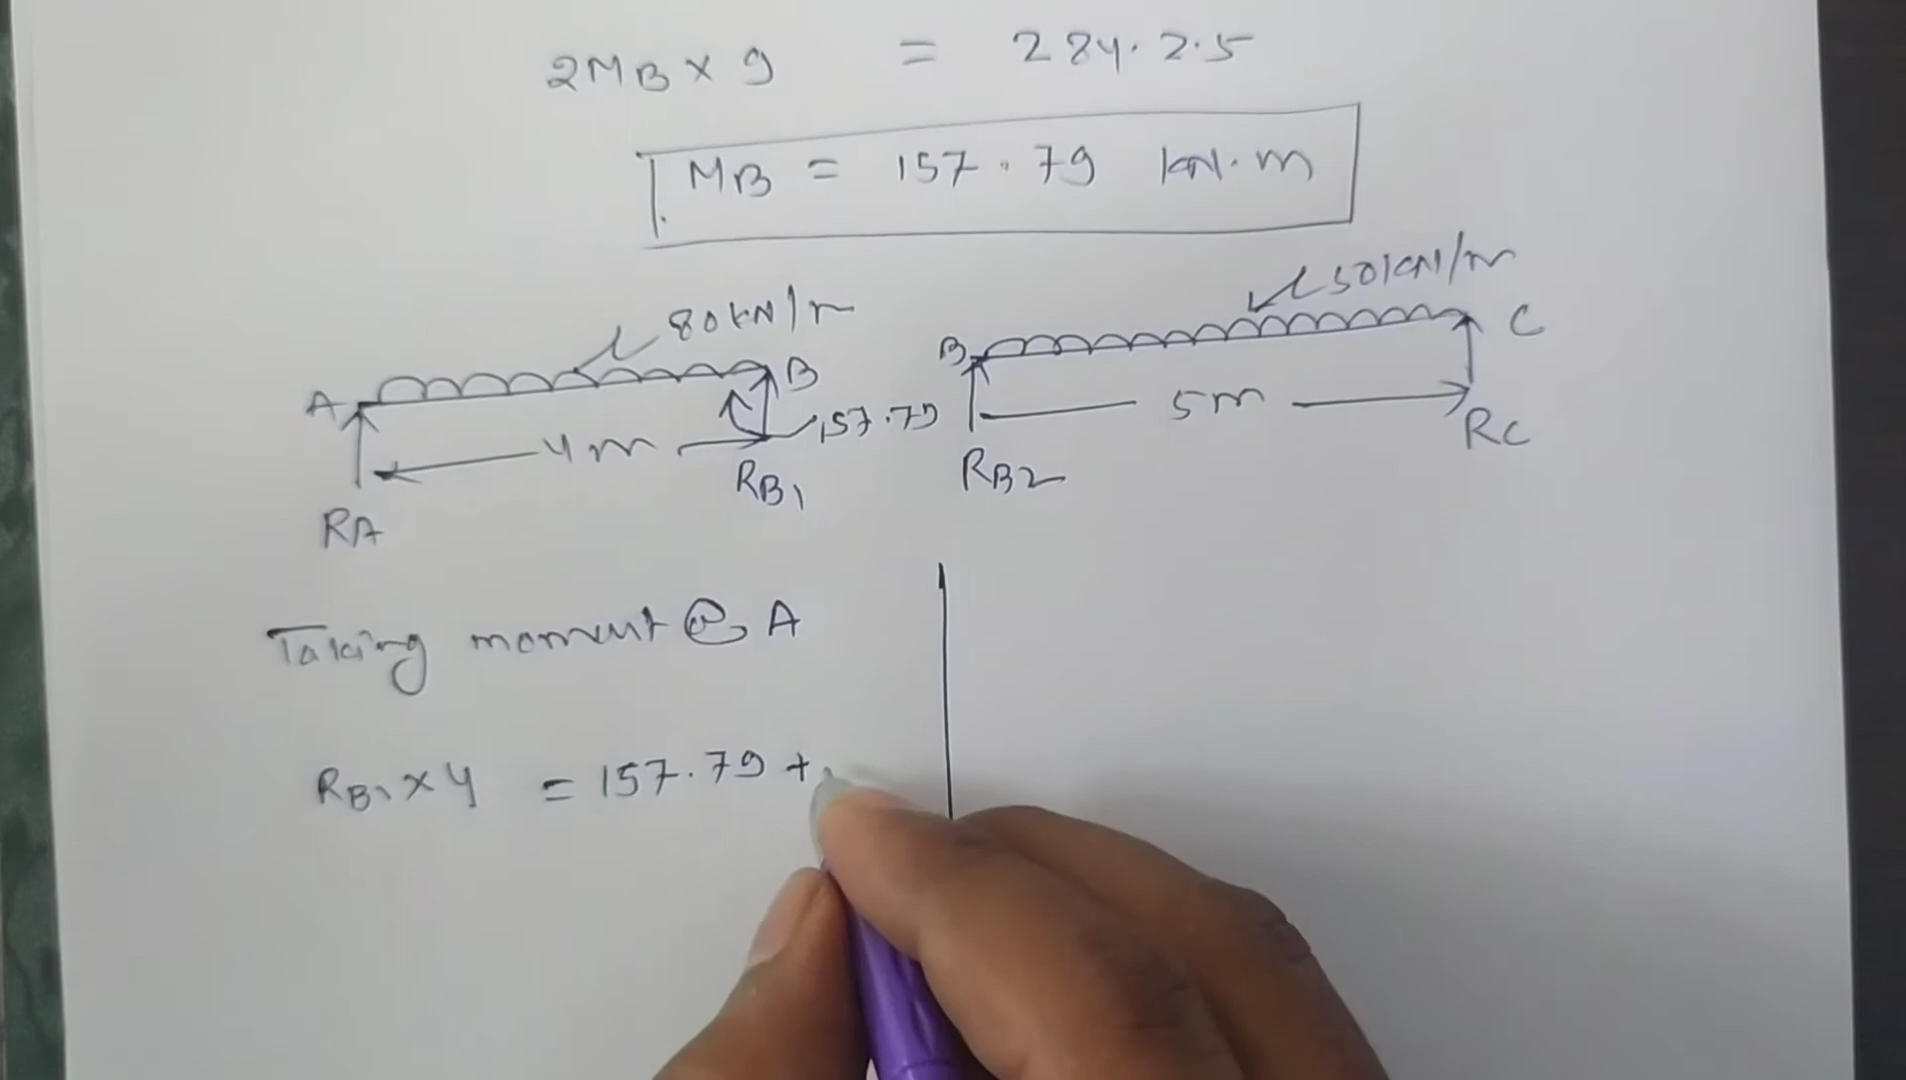 2MB × 9 = 284.2.5
MB = 157.79 kN.m
80kN/m
50kN/m
A B
B C
157.79
4m
5m
RA RB1
RB2 RC
Taking moment @ A
RB1 × 4 = 157.79 +